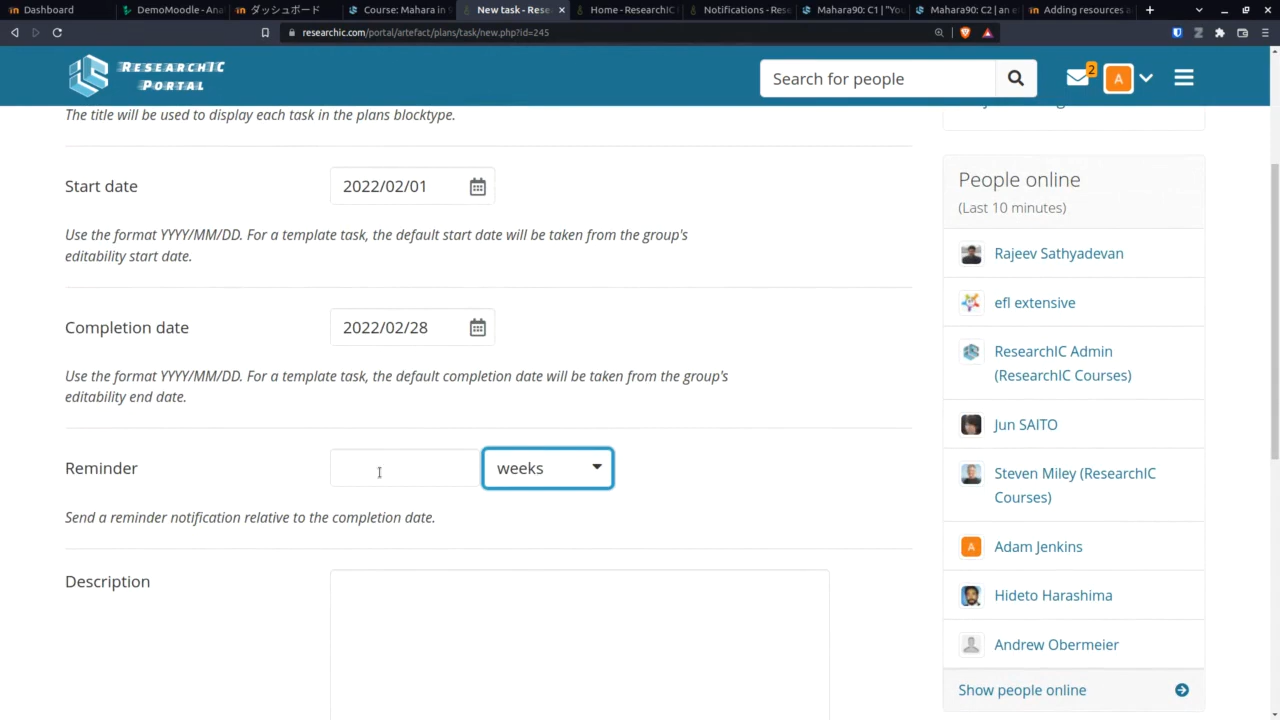 Dashboard
DemoMoodle - Ana
ダッシュボード
Course: Mahara in 9
New task - Rese
Home - ResearchIC
Notifications - Rese
Mahara90: C1 | "You
Mahara90: C2 | an e
Adding resources a
researchic.com/portal/artefact/plans/task/new.php?id=245
ResearchIC
Portal
Search for people
2
A
The title will be used to display each task in the plans blocktype.
Start date
2022/02/01
Use the format YYYY/MM/DD. For a template task, the default start date will be taken from the group's
editability start date.
Completion date
2022/02/28
Use the format YYYY/MM/DD. For a template task, the default completion date will be taken from the group's
editability end date.
Reminder
weeks
Send a reminder notification relative to the completion date.
Description
People online
(Last 10 minutes)
Rajeev Sathyadevan
efl extensive
ResearchIC Admin
(ResearchIC Courses)
Jun SAITO
Steven Miley (ResearchIC
Courses)
A
Adam Jenkins
Hideto Harashima
Andrew Obermeier
Show people online